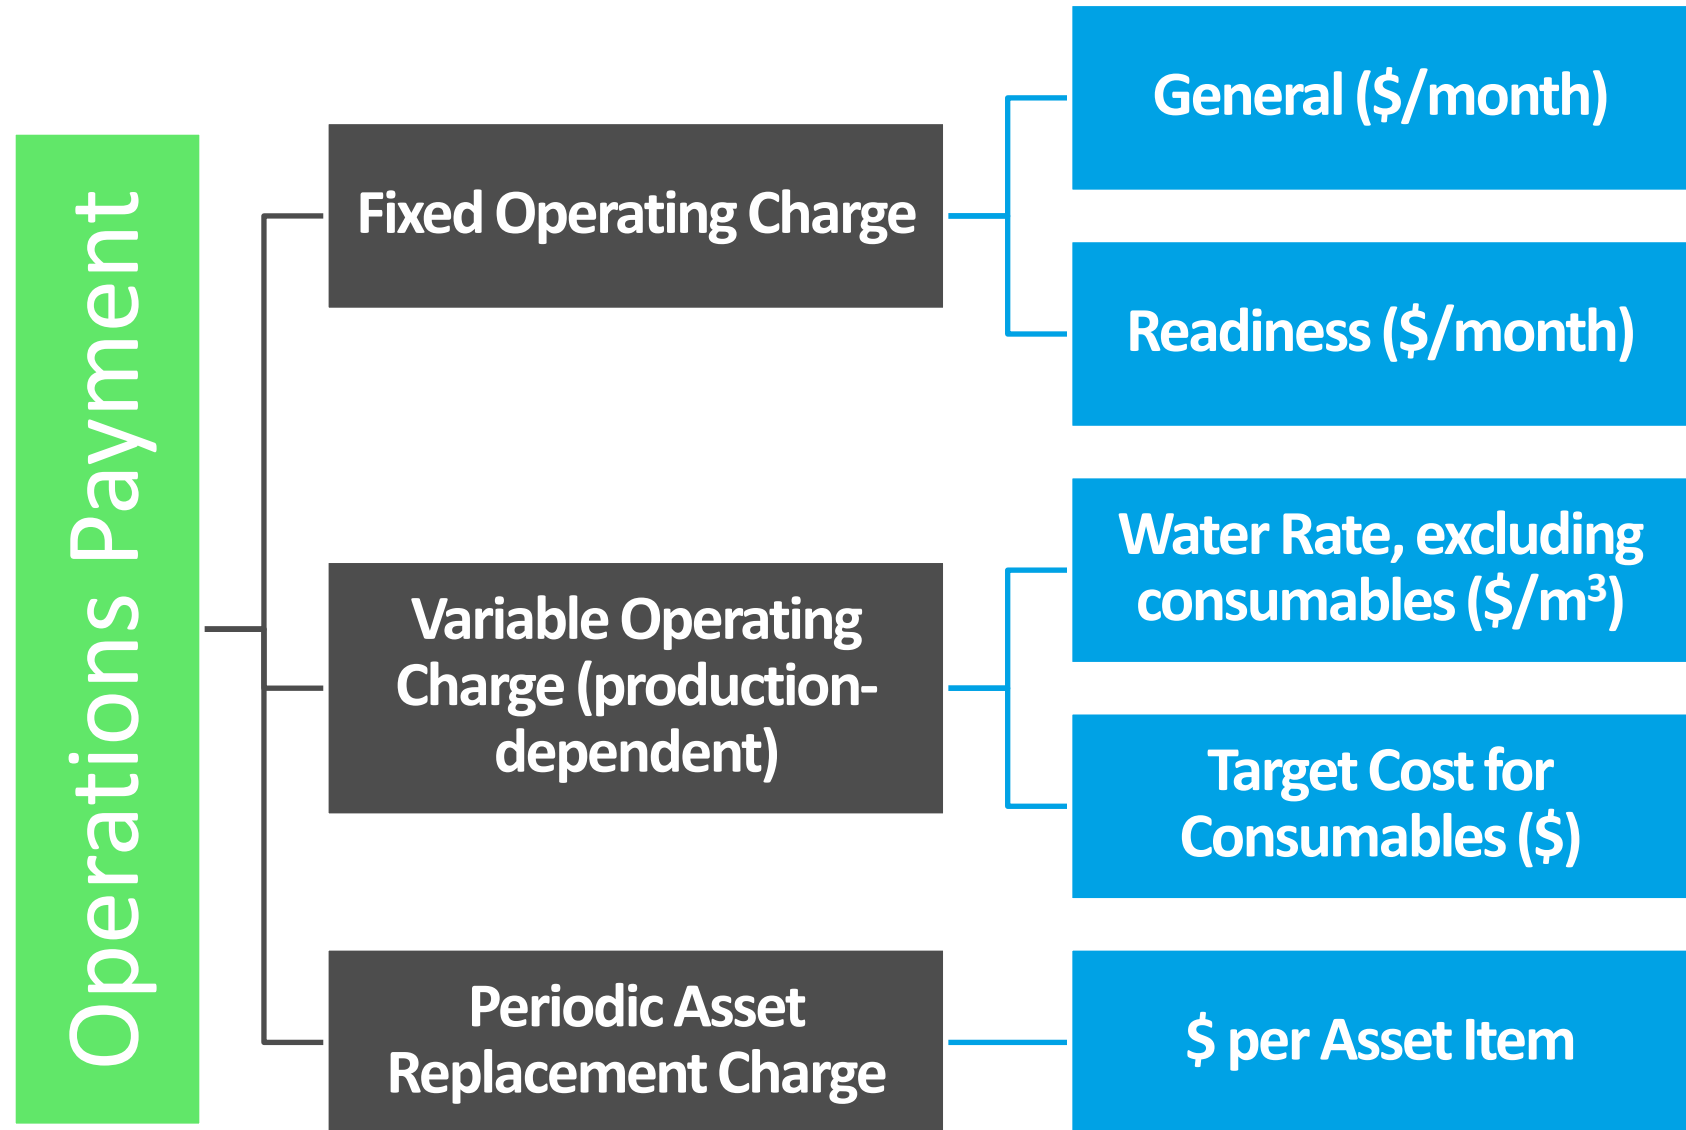 Operations Payment
Fixed Operating Charge
General ($/month)
Readiness ($/month)
Variable Operating
Charge (production-
dependent)
Water Rate, excluding
consumables ($/m³)
Target Cost for
Consumables ($)
Periodic Asset
Replacement Charge
$ per Asset Item